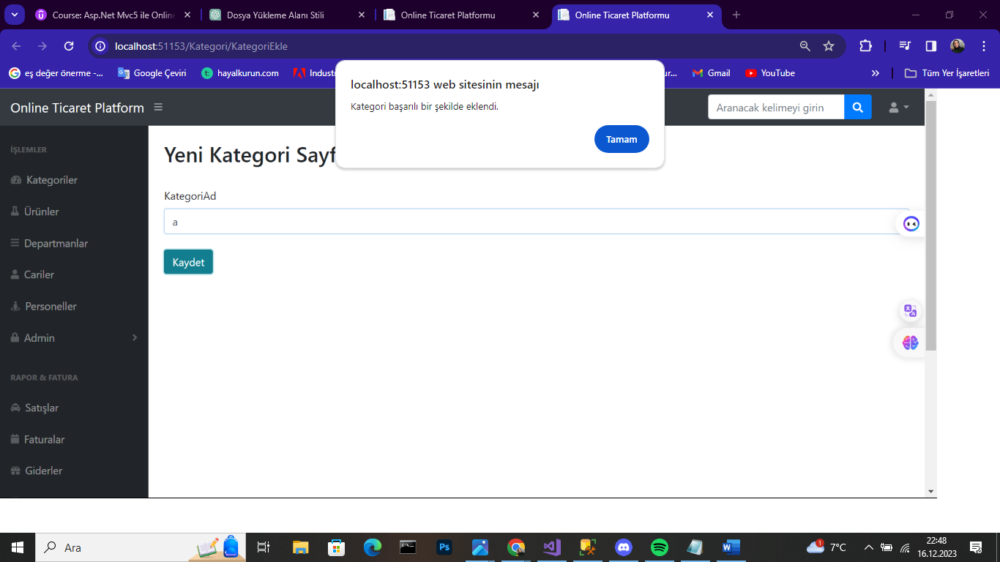 Course: Asp.Net Mvc5 ile Online
Dosya Yükleme Alanı Stili
Online Ticaret Platformu
Online Ticaret Platformu
localhost:51153/Kategori/KategoriEkle
eş değer önerme -...
Google Çeviri
hayalkurun.com
Industr
ur...
Gmail
YouTube
Tüm Yer İşaretleri
localhost:51153 web sitesinin mesajı
Kategori başarılı bir şekilde eklendi.
Tamam
Online Ticaret Platform
Aranacak kelimeyi girin
İŞLEMLER
Kategoriler
Ürünler
Departmanlar
Cariler
Personeller
Admin
RAPOR & FATURA
Satışlar
Faturalar
Giderler
Yeni Kategori Sayf
KategoriAd
a
Kaydet
Ara
Ps
1
7°C
22:48
16.12.2023